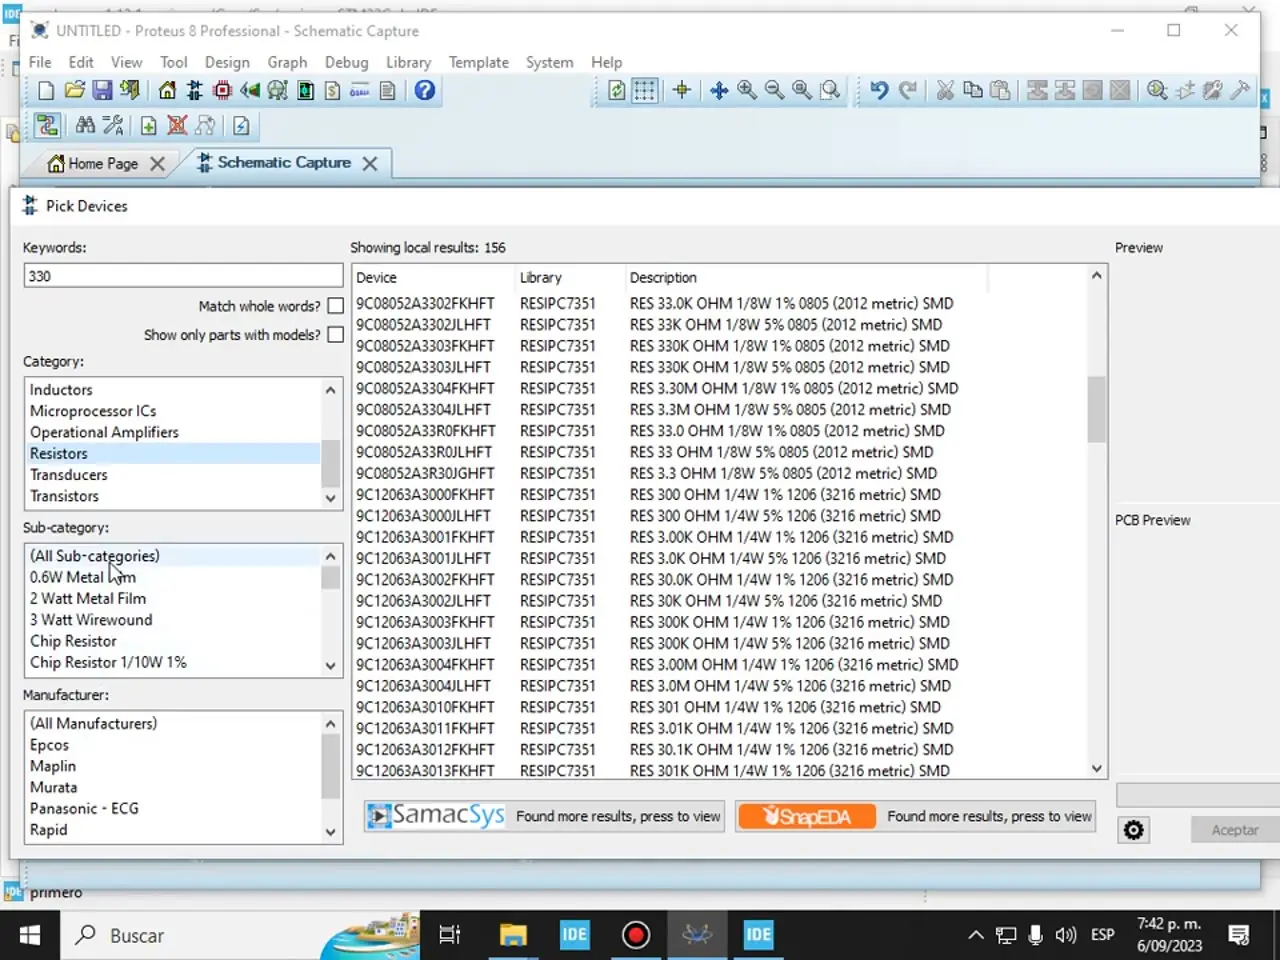 UNTITLED - Proteus 8 Professional - Schematic Capture
File Edit View Tool Design Graph Debug Library Template System Help
Home Page
Schematic Capture
Pick Devices
Keywords:
330
Match whole words?
Show only parts with models?
Category:
Inductors
Microprocessor ICs
Operational Amplifiers
Resistors
Transducers
Transistors
Sub-category:
(All Sub-categories)
0.6W Metal
2 Watt Metal Film
3 Watt Wirewound
Chip Resistor
Chip Resistor 1/10W 1%
Manufacturer:
(All Manufacturers)
Epcos
Maplin
Murata
Panasonic - ECG
Rapid
Showing local results: 156
Device Library Description
9C08052A3302FKHFT RESIPC7351 RES 33.0K OHM 1/8W 1% 0805 (2012 metric) SMD
9C08052A3302JLHFT RESIPC7351 RES 33K OHM 1/8W 5% 0805 (2012 metric) SMD
9C08052A3303FKHFT RESIPC7351 RES 330K OHM 1/8W 1% 0805 (2012 metric) SMD
9C08052A3303JLHFT RESIPC7351 RES 330K OHM 1/8W 5% 0805 (2012 metric) SMD
9C08052A3304FKHFT RESIPC7351 RES 3.30M OHM 1/8W 1% 0805 (2012 metric) SMD
9C08052A3304JLHFT RESIPC7351 RES 3.3M OHM 1/8W 5% 0805 (2012 metric) SMD
9C08052A33R0FKHFT RESIPC7351 RES 33.0 OHM 1/8W 1% 0805 (2012 metric) SMD
9C08052A33R0JLHFT RESIPC7351 RES 33 OHM 1/8W 5% 0805 (2012 metric) SMD
9C08052A3R30JGHFT RESIPC7351 RES 3.3 OHM 1/8W 5% 0805 (2012 metric) SMD
9C12063A3000FKHFT RESIPC7351 RES 300 OHM 1/4W 1% 1206 (3216 metric) SMD
9C12063A3000JLHFT RESIPC7351 RES 300 OHM 1/4W 5% 1206 (3216 metric) SMD
9C12063A3001FKHFT RESIPC7351 RES 3.00K OHM 1/4W 1% 1206 (3216 metric) SMD
9C12063A3001JLHFT RESIPC7351 RES 3.0K OHM 1/4W 5% 1206 (3216 metric) SMD
9C12063A3002FKHFT RESIPC7351 RES 30.0K OHM 1/4W 1% 1206 (3216 metric) SMD
9C12063A3002JLHFT RESIPC7351 RES 30K OHM 1/4W 5% 1206 (3216 metric) SMD
9C12063A3003FKHFT RESIPC7351 RES 300K OHM 1/4W 1% 1206 (3216 metric) SMD
9C12063A3003JLHFT RESIPC7351 RES 300K OHM 1/4W 5% 1206 (3216 metric) SMD
9C12063A3004FKHFT RESIPC7351 RES 3.00M OHM 1/4W 1% 1206 (3216 metric) SMD
9C12063A3004JLHFT RESIPC7351 RES 3.0M OHM 1/4W 5% 1206 (3216 metric) SMD
9C12063A3010FKHFT RESIPC7351 RES 301 OHM 1/4W 1% 1206 (3216 metric) SMD
9C12063A3011FKHFT RESIPC7351 RES 3.01K OHM 1/4W 1% 1206 (3216 metric) SMD
9C12063A3012FKHFT RESIPC7351 RES 30.1K OHM 1/4W 1% 1206 (3216 metric) SMD
9C12063A3013FKHFT RESIPC7351 RES 301K OHM 1/4W 1% 1206 (3216 metric) SMD
SamacSys Found more results, press to view
SnapEDA Found more results, press to view
Preview
PCB Preview
Aceptar
IDE primero
Buscar
IDE
IDE
ESP
7:42 p. m.
6/09/2023